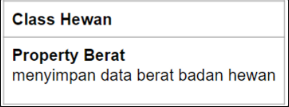 Class Hewan
Property Berat
menyimpan data berat badan hewan